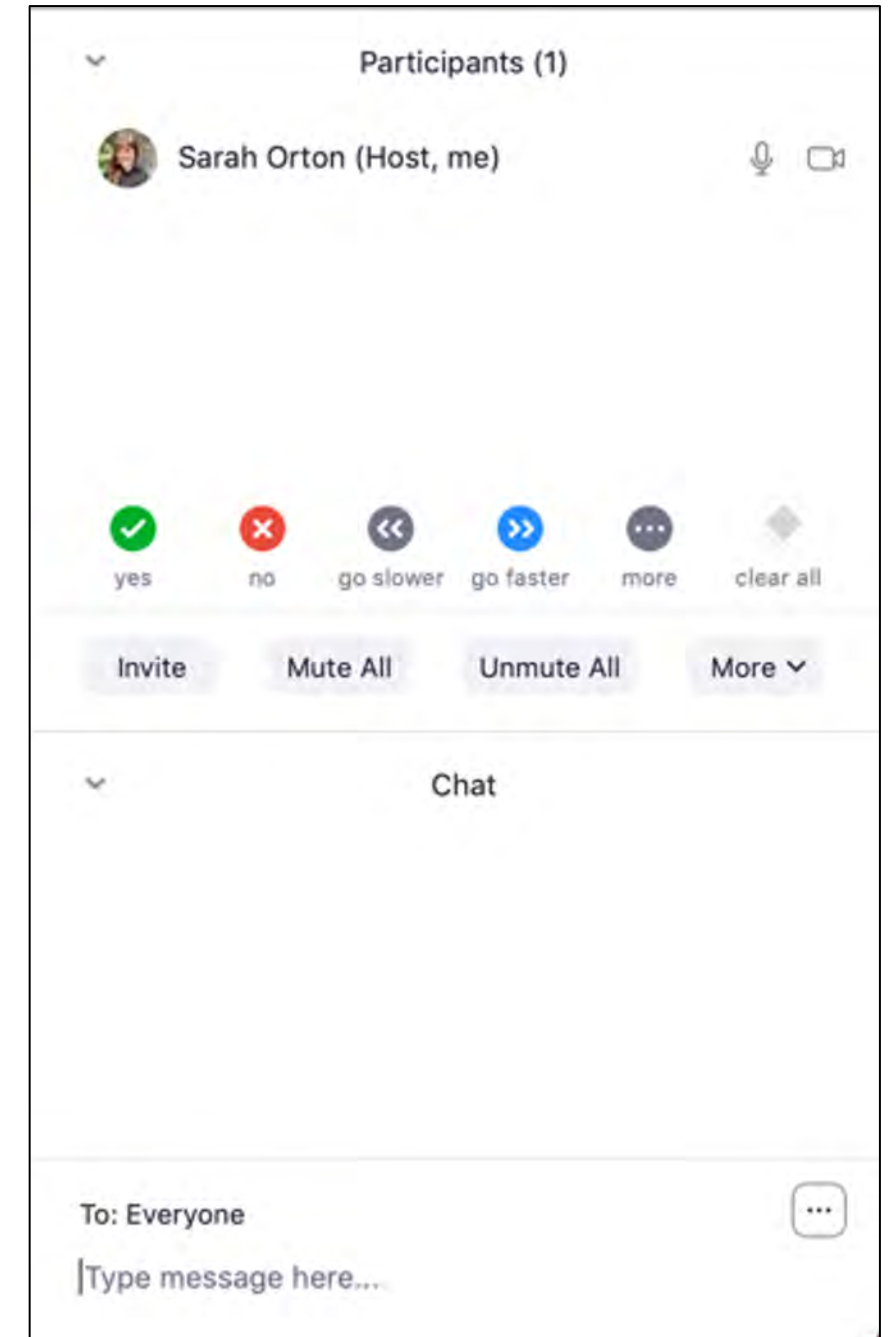 Participants (1)
Sarah Orton (Host, me)
yes no go slower go faster more clear all
Invite Mute All Unmute All More
Chat
To: Everyone
Type message here...